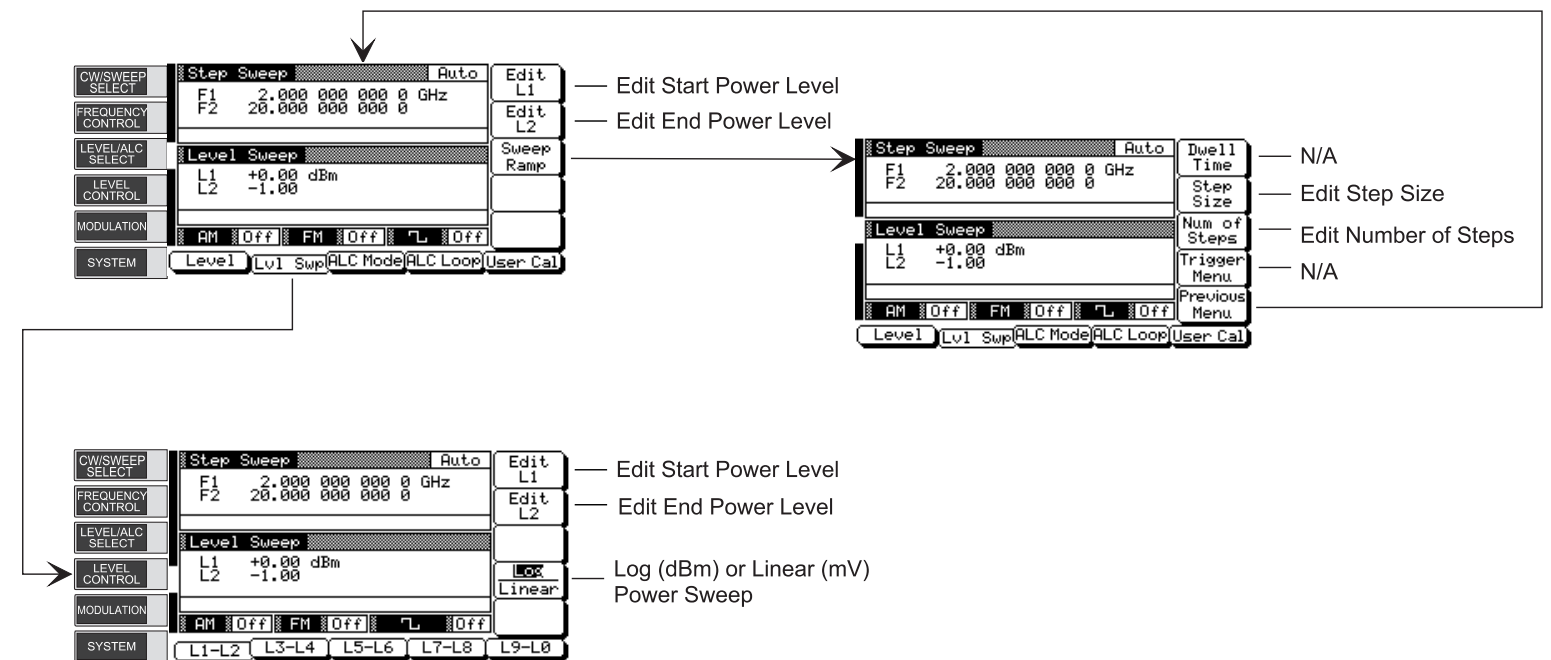 CW/SWEEP
SELECT
FREQUENCY
CONTROL
LEVEL/ALC
SELECT
LEVEL
CONTROL
MODULATION
SYSTEM
Step Sweep Auto
F1 2.000 000 000 0 GHz
F2 20.000 000 000 0
Level Sweep
L1 +0.00 dBm
L2 -1.00
AM Off FM Off Off
Level Lvl Swp ALC Mode ALC Loop User Cal
Edit
L1
Edit
L2
Sweep
Ramp
Edit Start Power Level
Edit End Power Level
Step Sweep Auto
F1 2.000 000 000 0 GHz
F2 20.000 000 000 0
Level Sweep
L1 +0.00 dBm
L2 -1.00
AM Off FM Off Off
Level Lvl Swp ALC Mode ALC Loop User Cal
Dwell
Time
Step
Size
Num of
Steps
Trigger
Menu
Previous
Menu
N/A
Edit Step Size
Edit Number of Steps
N/A
CW/SWEEP
SELECT
FREQUENCY
CONTROL
LEVEL/ALC
SELECT
LEVEL
CONTROL
MODULATION
SYSTEM
Step Sweep Auto
F1 2.000 000 000 0 GHz
F2 20.000 000 000 0
Level Sweep
L1 +0.00 dBm
L2 -1.00
AM Off FM Off Off
L1-L2 L3-L4 L5-L6 L7-L8 L9-L0
Edit
L1
Edit
L2
Log
Linear
Edit Start Power Level
Edit End Power Level
Log (dBm) or Linear (mV)
Power Sweep